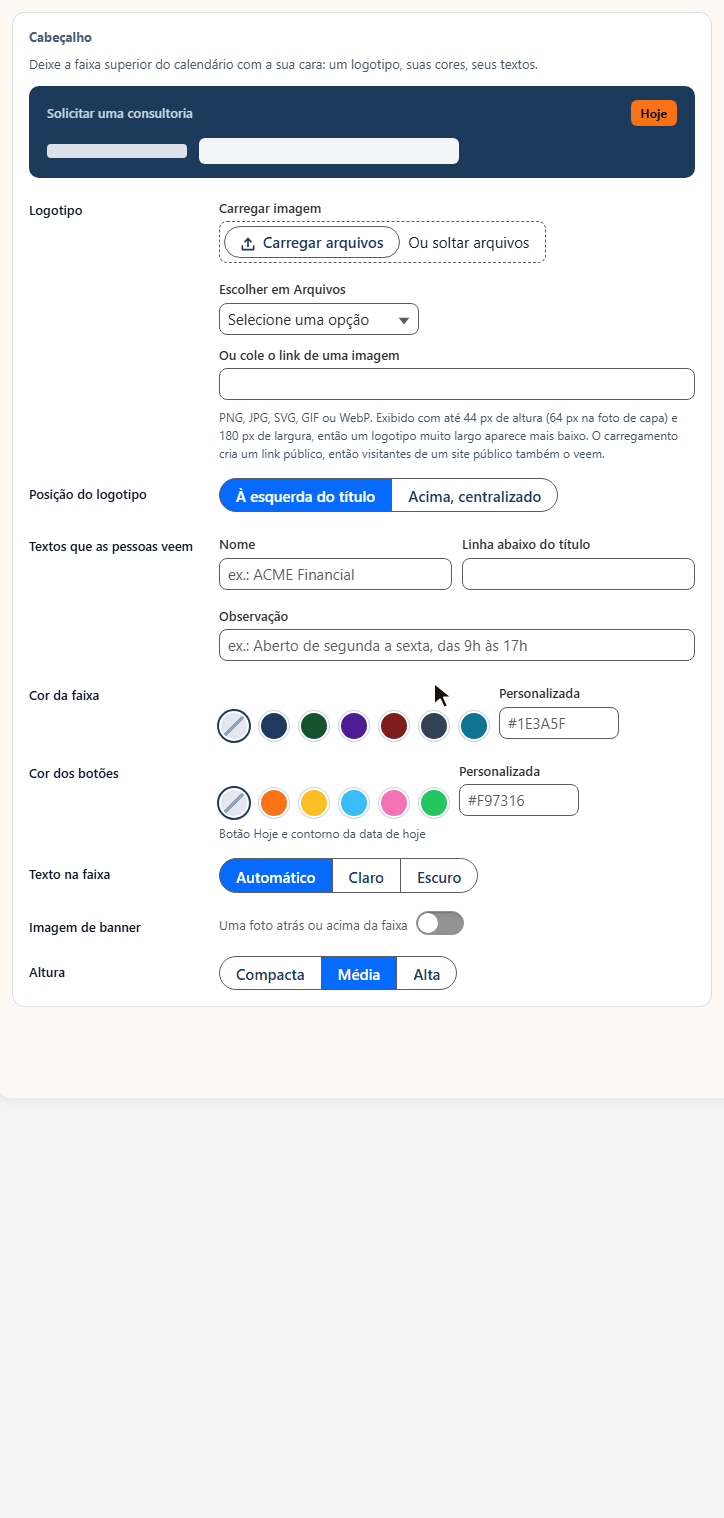 Cabeçalho
Deixe a faixa superior do calendário com a sua cara: um logotipo, suas cores, seus textos.
Solicitar uma consultoria
Hoje
Logotipo
Carregar imagem
Carregar arquivos
Ou soltar arquivos
Escolher em Arquivos
Selecione uma opção
Ou cole o link de uma imagem
PNG, JPG, SVG, GIF ou WebP. Exibido com até 44 px de altura (64 px na foto de capa) e
180 px de largura, então um logotipo muito largo aparece mais baixo. O carregamento
cria um link público, então visitantes de um site público também o veem.
Posição do logotipo
À esquerda do título
Acima, centralizado
Textos que as pessoas veem
Nome
Linha abaixo do título
ex.: ACME Financial
Observação
ex.: Aberto de segunda a sexta, das 9h às 17h
Cor da faixa
Personalizada
#1E3A5F
Cor dos botões
Personalizada
#F97316
Botão Hoje e contorno da data de hoje
Texto na faixa
Automático
Claro
Escuro
Imagem de banner
Uma foto atrás ou acima da faixa
Altura
Compacta
Média
Alta